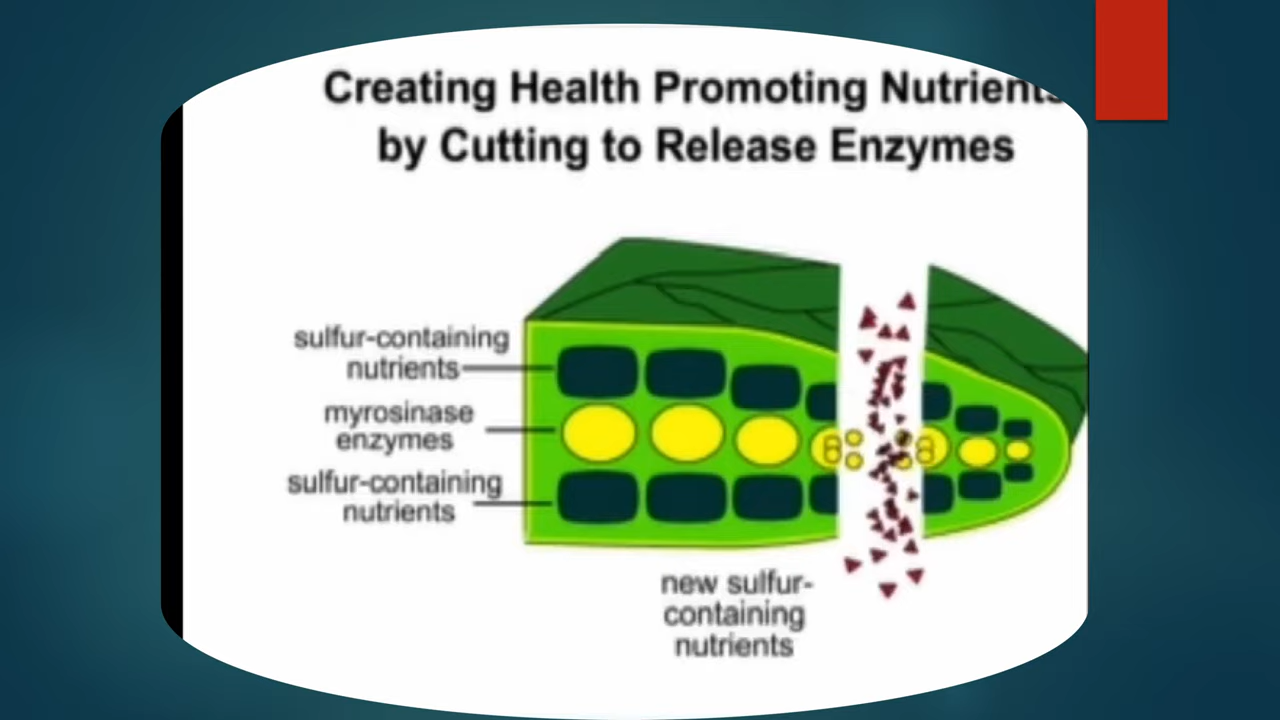 Creating Health Promoting Nutrients
by Cutting to Release Enzymes
sulfur-containing
nutrients
myrosinase
enzymes
sulfur-containing
nutrients
new sulfur-
containing
nutrients